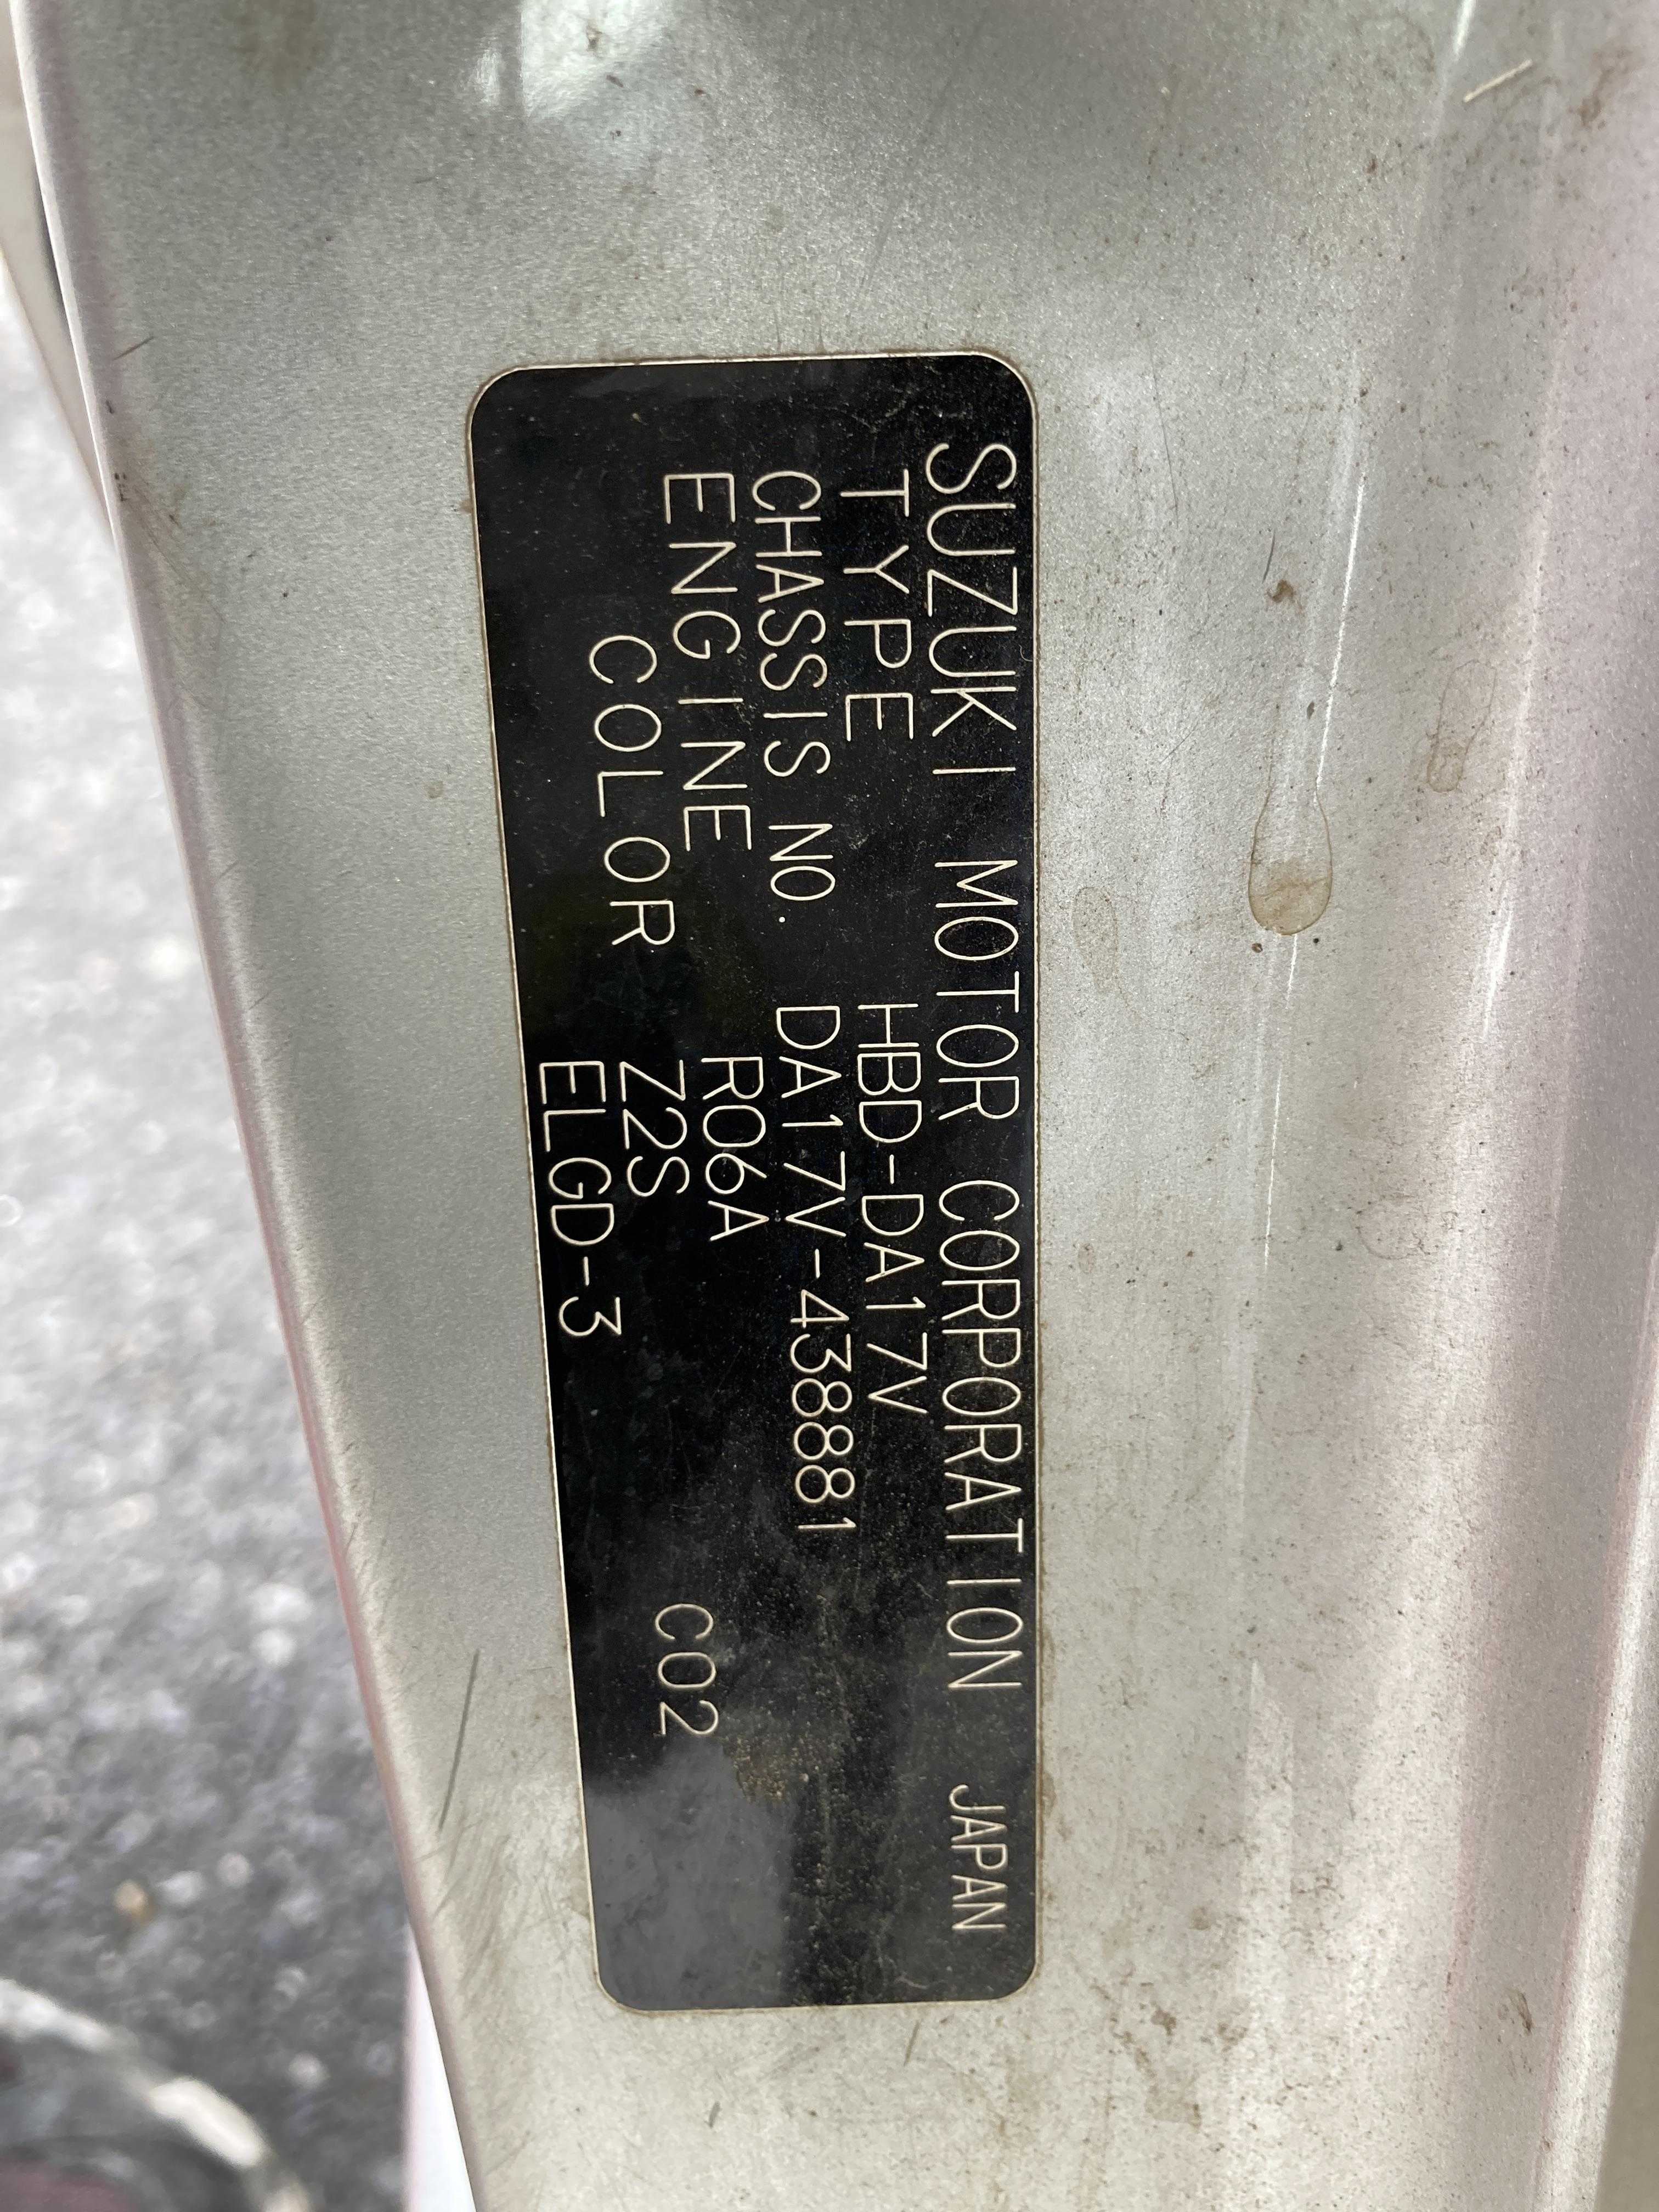 SUZUKI MOTOR CORPORATION JAPAN
TYPE HBD-DA17V
CHASSIS NO. DA17V-438881
ENGINE R06A C02
COLOR Z2S
ELGD-3